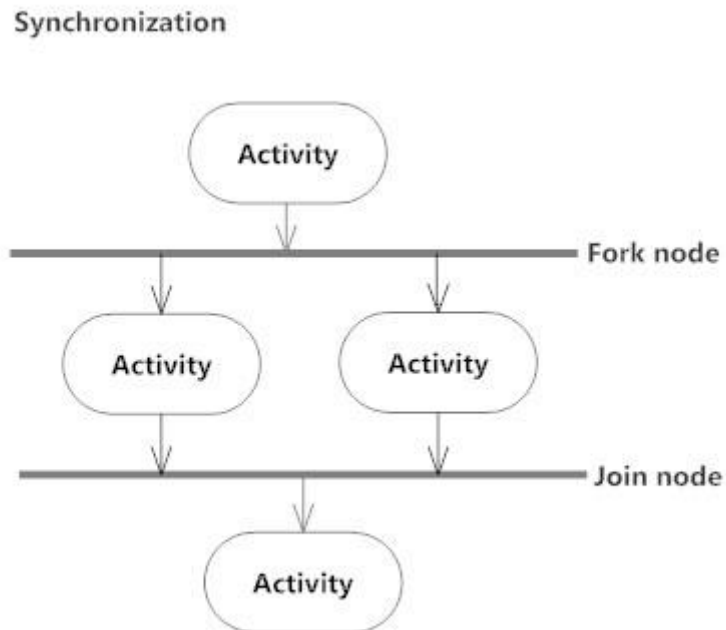 Synchronization
Activity
Fork node
Activity
Activity
Join node
Activity